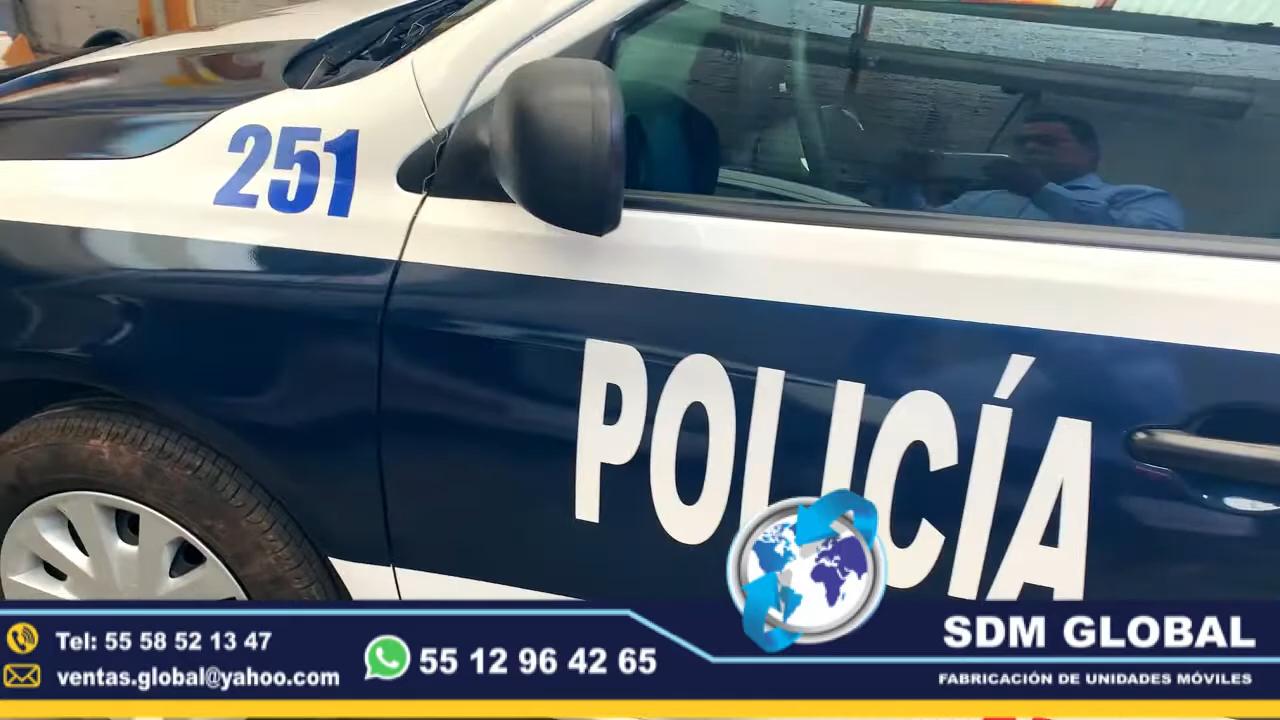 251
POLICÍA
Tel: 55 58 52 13 47
ventas.global@yahoo.com
55 12 96 42 65
SDM GLOBAL
FABRICACIÓN DE UNIDADES MÓVILES